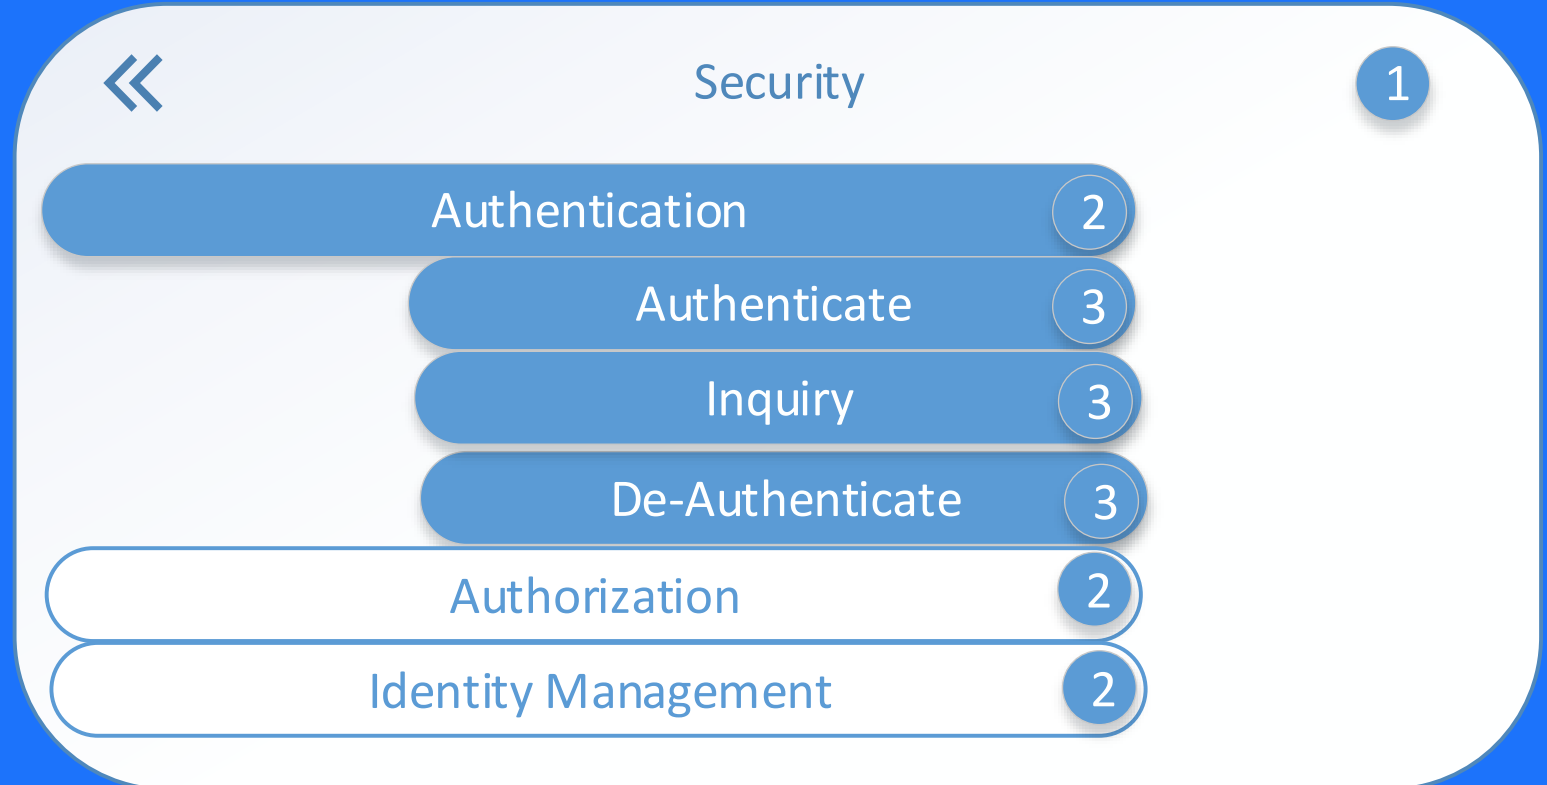 Security 1
Authentication 2
Authenticate 3
Inquiry 3
De-Authenticate 3
Authorization 2
Identity Management 2